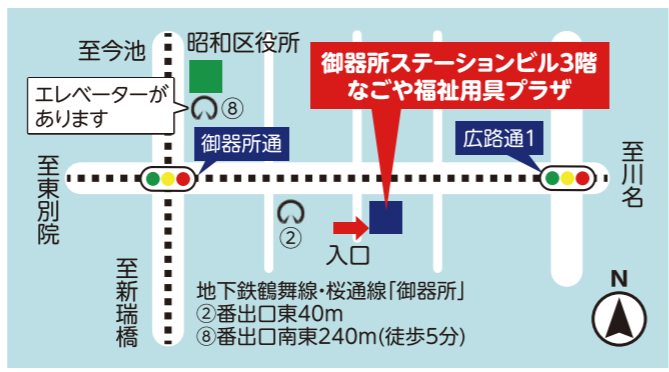 至今池
昭和区役所
エレベーターが
あります
⑧
御器所ステーションビル3階
なごや福祉用具プラザ
御器所通
広路通1
至東別院
至川名
②
入口
至新瑞橋
N
地下鉄鶴舞線・桜通線「御器所」
②番出口東40m
⑧番出口南東240m(徒歩5分)